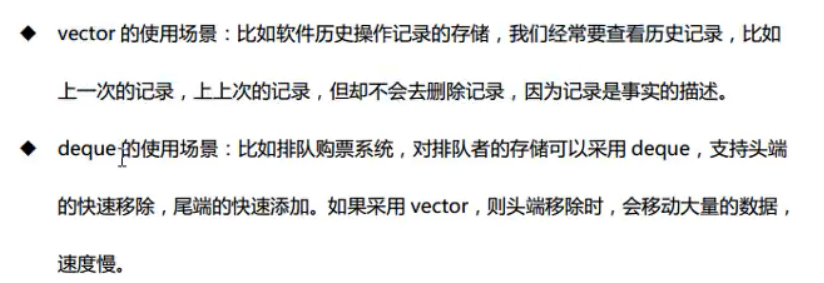 ◆ vector 的使用场景：比如软件历史操作记录的存储，我们经常要查看历史记录，比如
上一次的记录，上上次的记录，但却不会去删除记录，因为记录是事实的描述。
◆ deque 的使用场景：比如排队购票系统，对排队者的存储可以采用 deque，支持头端
的快速移除，尾端的快速添加。如果采用 vector，则头端移除时，会移动大量的数据，
速度慢。